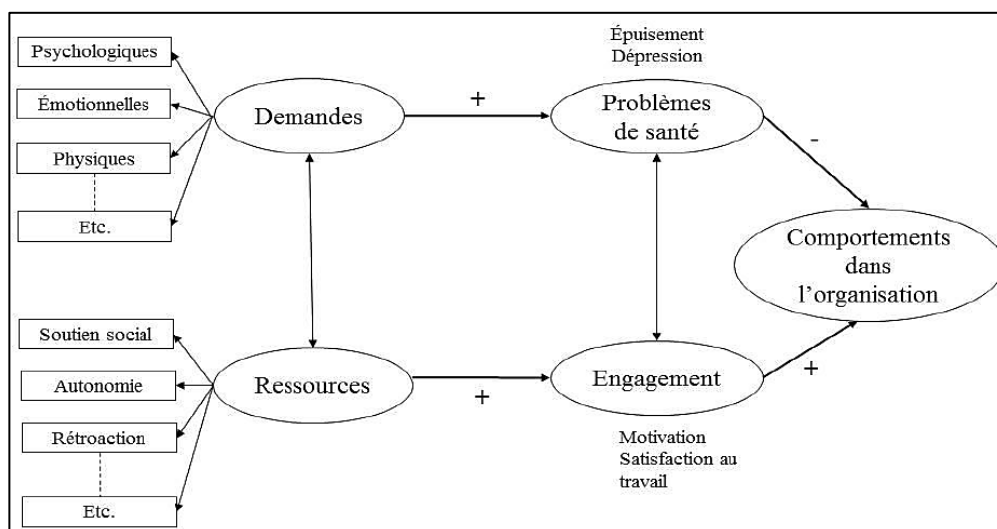 Psychologiques
Émotionnelles
Physiques
Etc.
Demandes
+
Épuisement
Dépression
Problèmes
de santé
-
Comportements
dans
l’organisation
Soutien social
Autonomie
Rétroaction
Etc.
Ressources
+
Engagement
+
Motivation
Satisfaction au
travail